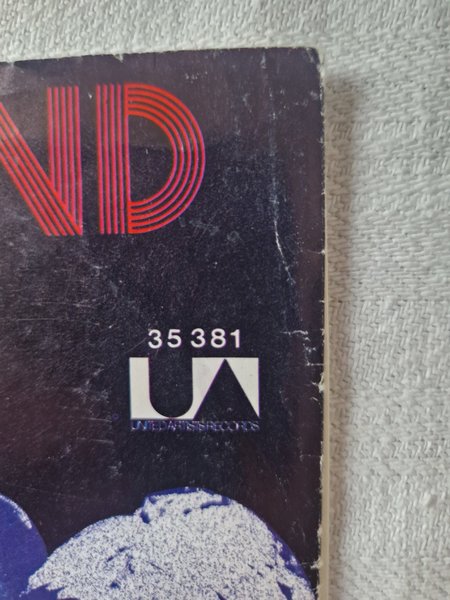 ND
35 381
UA
UNITED ARTISTS RECORDS